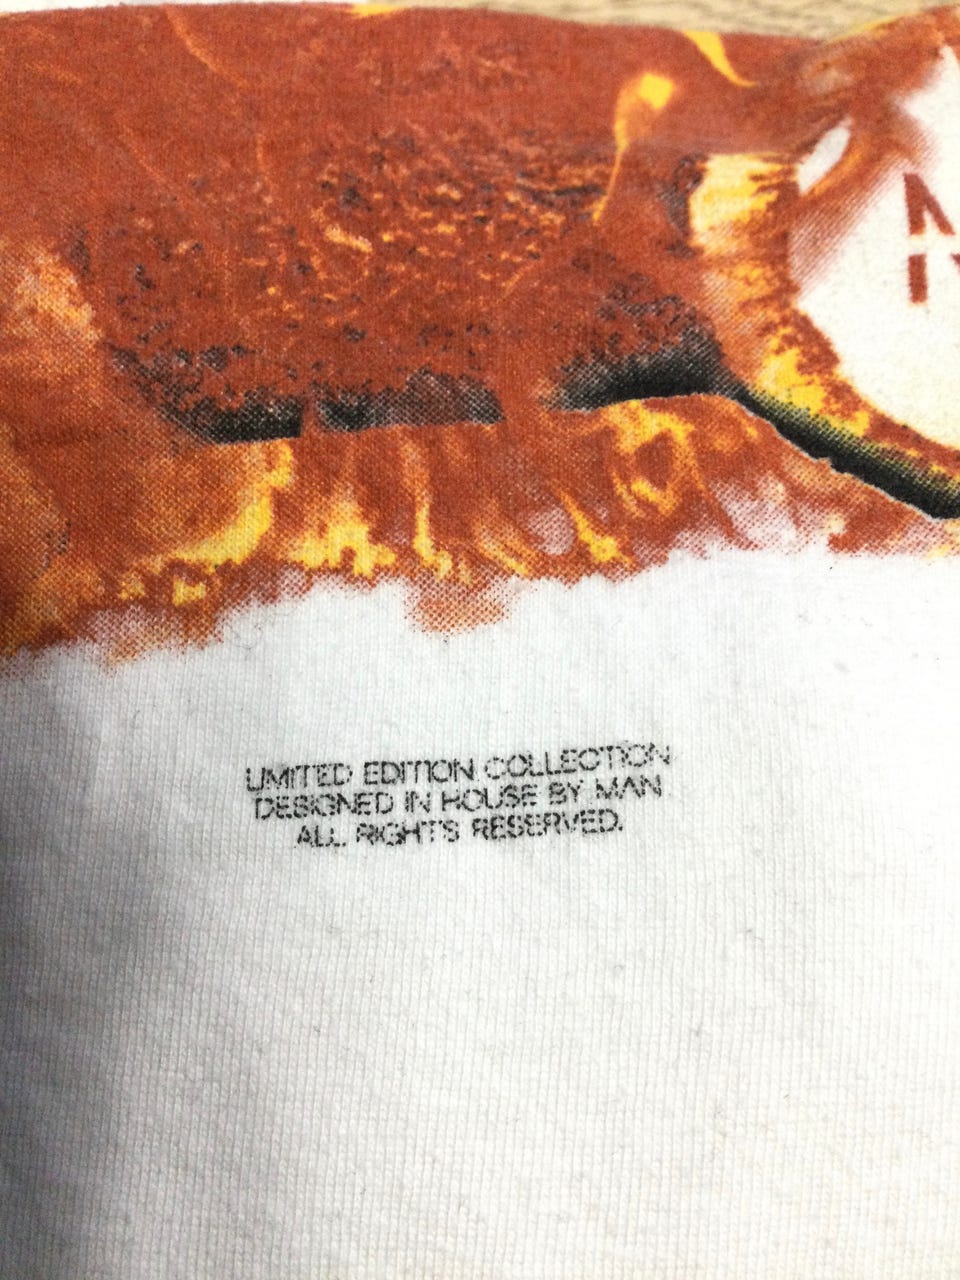 LIMITED EDITION COLLECTION
DESIGNED IN HOUSE BY MAN
ALL RIGHTS RESERVED.